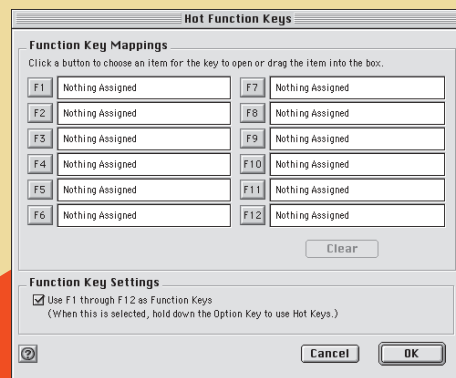 Hot Function Keys
Function Key Mappings
Click a button to choose an item for the key to open or drag the item into the box.
F1 Nothing Assigned F7 Nothing Assigned
F2 Nothing Assigned F8 Nothing Assigned
F3 Nothing Assigned F9 Nothing Assigned
F4 Nothing Assigned F10 Nothing Assigned
F5 Nothing Assigned F11 Nothing Assigned
F6 Nothing Assigned F12 Nothing Assigned
Clear
Function Key Settings
Use F1 through F12 as Function Keys
(When this is selected, hold down the Option Key to use Hot Keys.)
? Cancel OK